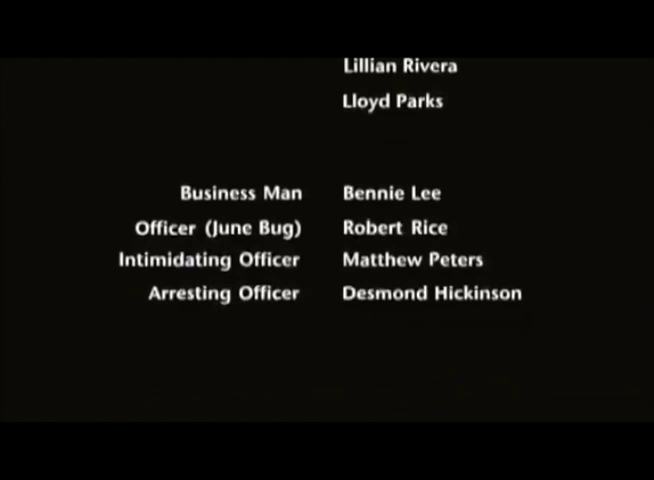 Lillian Rivera
Lloyd Parks
Business Man Bennie Lee
Officer (June Bug) Robert Rice
Intimidating Officer Matthew Peters
Arresting Officer Desmond Hickinson